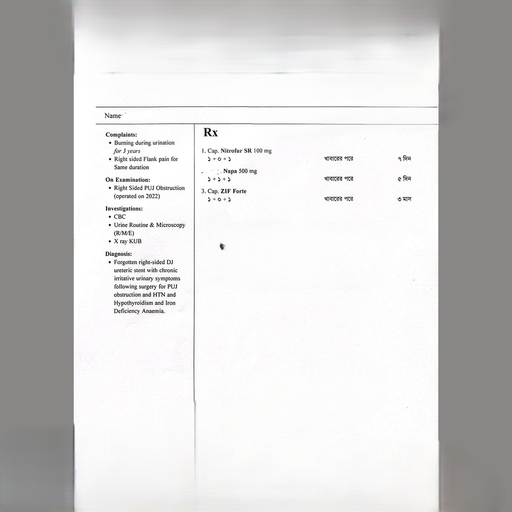 Name
Complaints:
• Burning during urination
for 3 years
• Right sided Flank pain for
Same duration
On Examination:
• Right Sided PUJ Obstruction
(operated on 2022)
Investigations:
• CBC
• Urine Routine & Microscopy
(R/M/E)
• X ray KUB
Diagnosis:
• Forgotten right-sided DJ
ureteric stent with chronic
irritative urinary symptoms
following surgery for PUJ
obstruction and HTN and
Hypothyroidism and Iron
Deficiency Anaemia.
Rx
1. Cap. Nitrofur SR 100 mg
১ + ০ + ১ খাবারের পরে ৭ দিন
Napa 500 mg
১ + ১ + ১ খাবারের পরে ৫ দিন
3. Cap. ZIF Forte
১ + ০ + ১ খাবারের পরে ৩ মাস